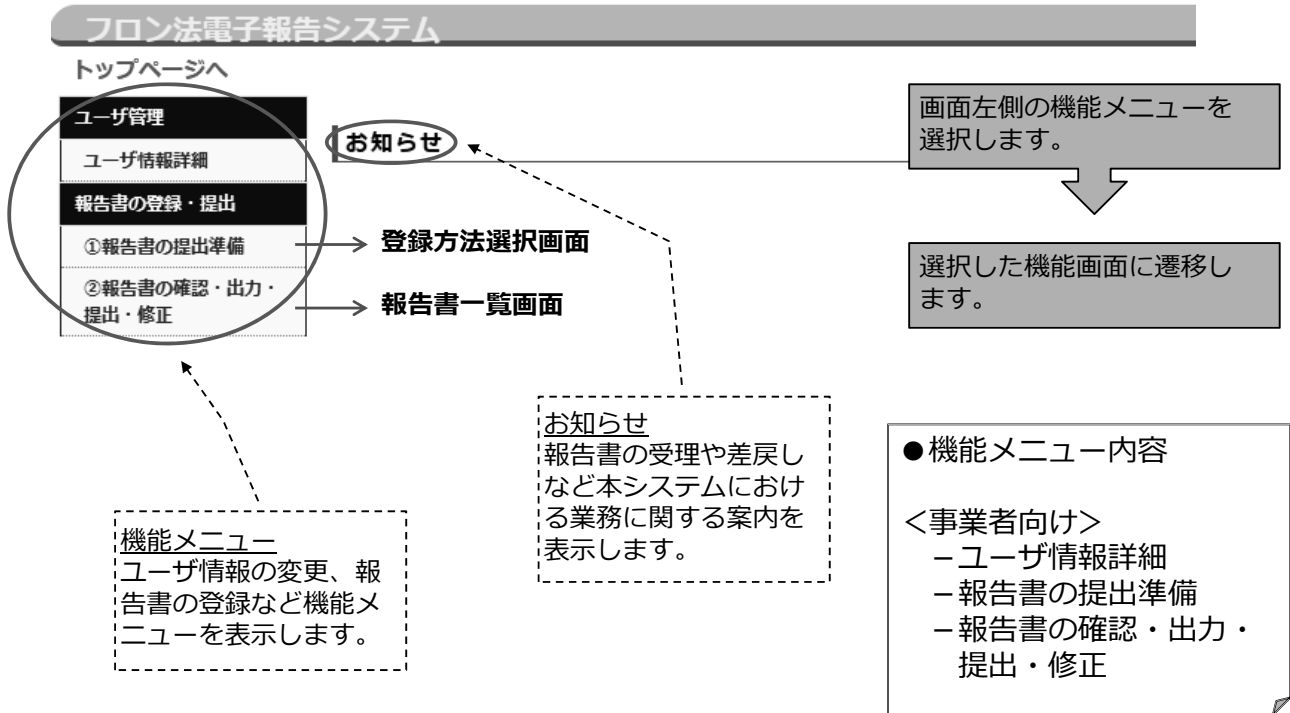 フロン法電子報告システム
トップページへ
ユーザ管理
ユーザ情報詳細
報告書の登録・提出
①報告書の提出準備
②報告書の確認・出力・
提出・修正
お知らせ
登録方法選択画面
報告書一覧画面
画面左側の機能メニューを
選択します。
選択した機能画面に遷移し
ます。
機能メニュー
ユーザ情報の変更、報
告書の登録など機能メ
ニューを表示します。
お知らせ
報告書の受理や差戻し
など本システムにおけ
る業務に関する案内を
表示します。
●機能メニュー内容
＜事業者向け＞
－ユーザ情報詳細
－報告書の提出準備
－報告書の確認・出力・
提出・修正